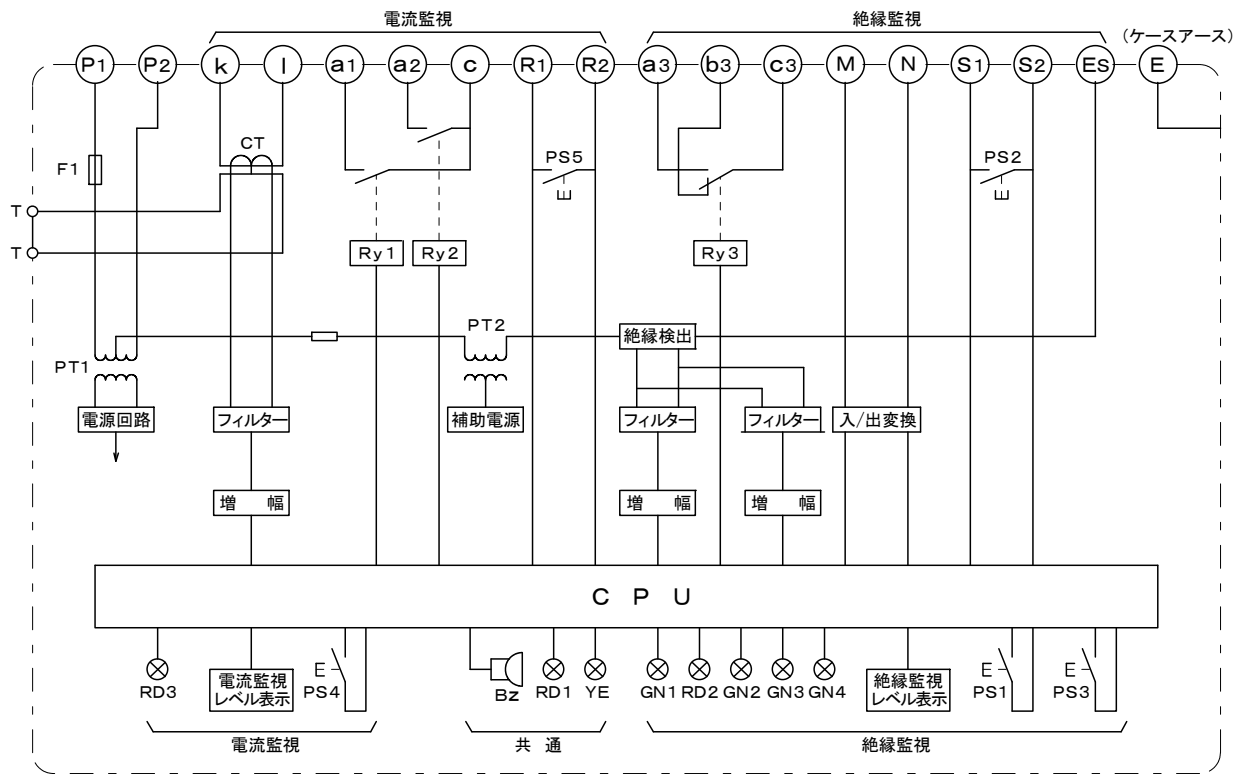 電流監視
絶縁監視
(ケースアース)
P1 P2 k l a1 a2 c R1 R2 a3 b3 c3 M N S1 S2 Es E
CT
F1
PS5
PS2
T
T
Ry1
Ry2
Ry3
PT1
PT2
絶縁検出
電源回路
フィルター
補助電源
フィルター
フィルター
入/出変換
増 幅
増 幅
増 幅
C P U
RD3
電流監視
レベル表示
E
PS4
Bz
RD1
YE
GN1
RD2
GN2
GN3
GN4
絶縁監視
レベル表示
E
PS1
E
PS3
電流監視
共 通
絶縁監視